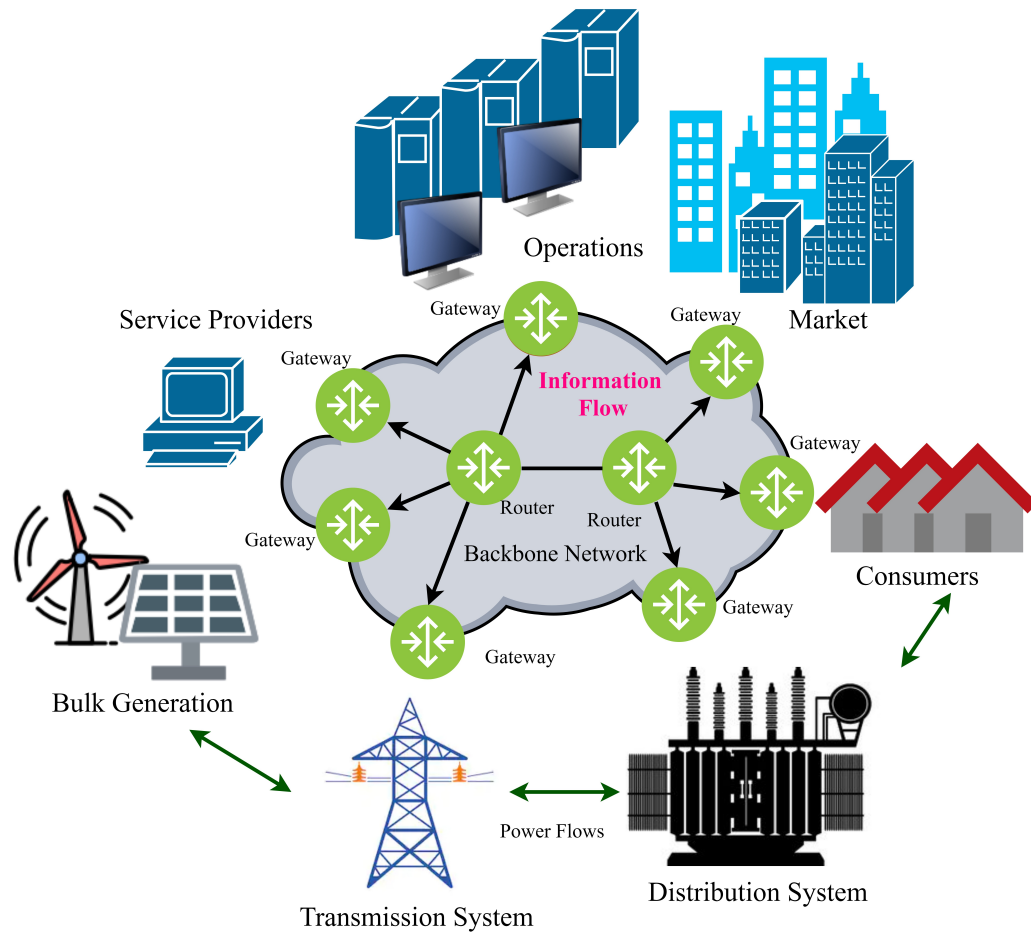 Operations
Gateway
Gateway
Market
Service Providers
Gateway
Information
Flow
Gateway
Router
Router
Gateway
Backbone Network
Consumers
Gateway
Gateway
Bulk Generation
Power Flows
Distribution System
Transmission System